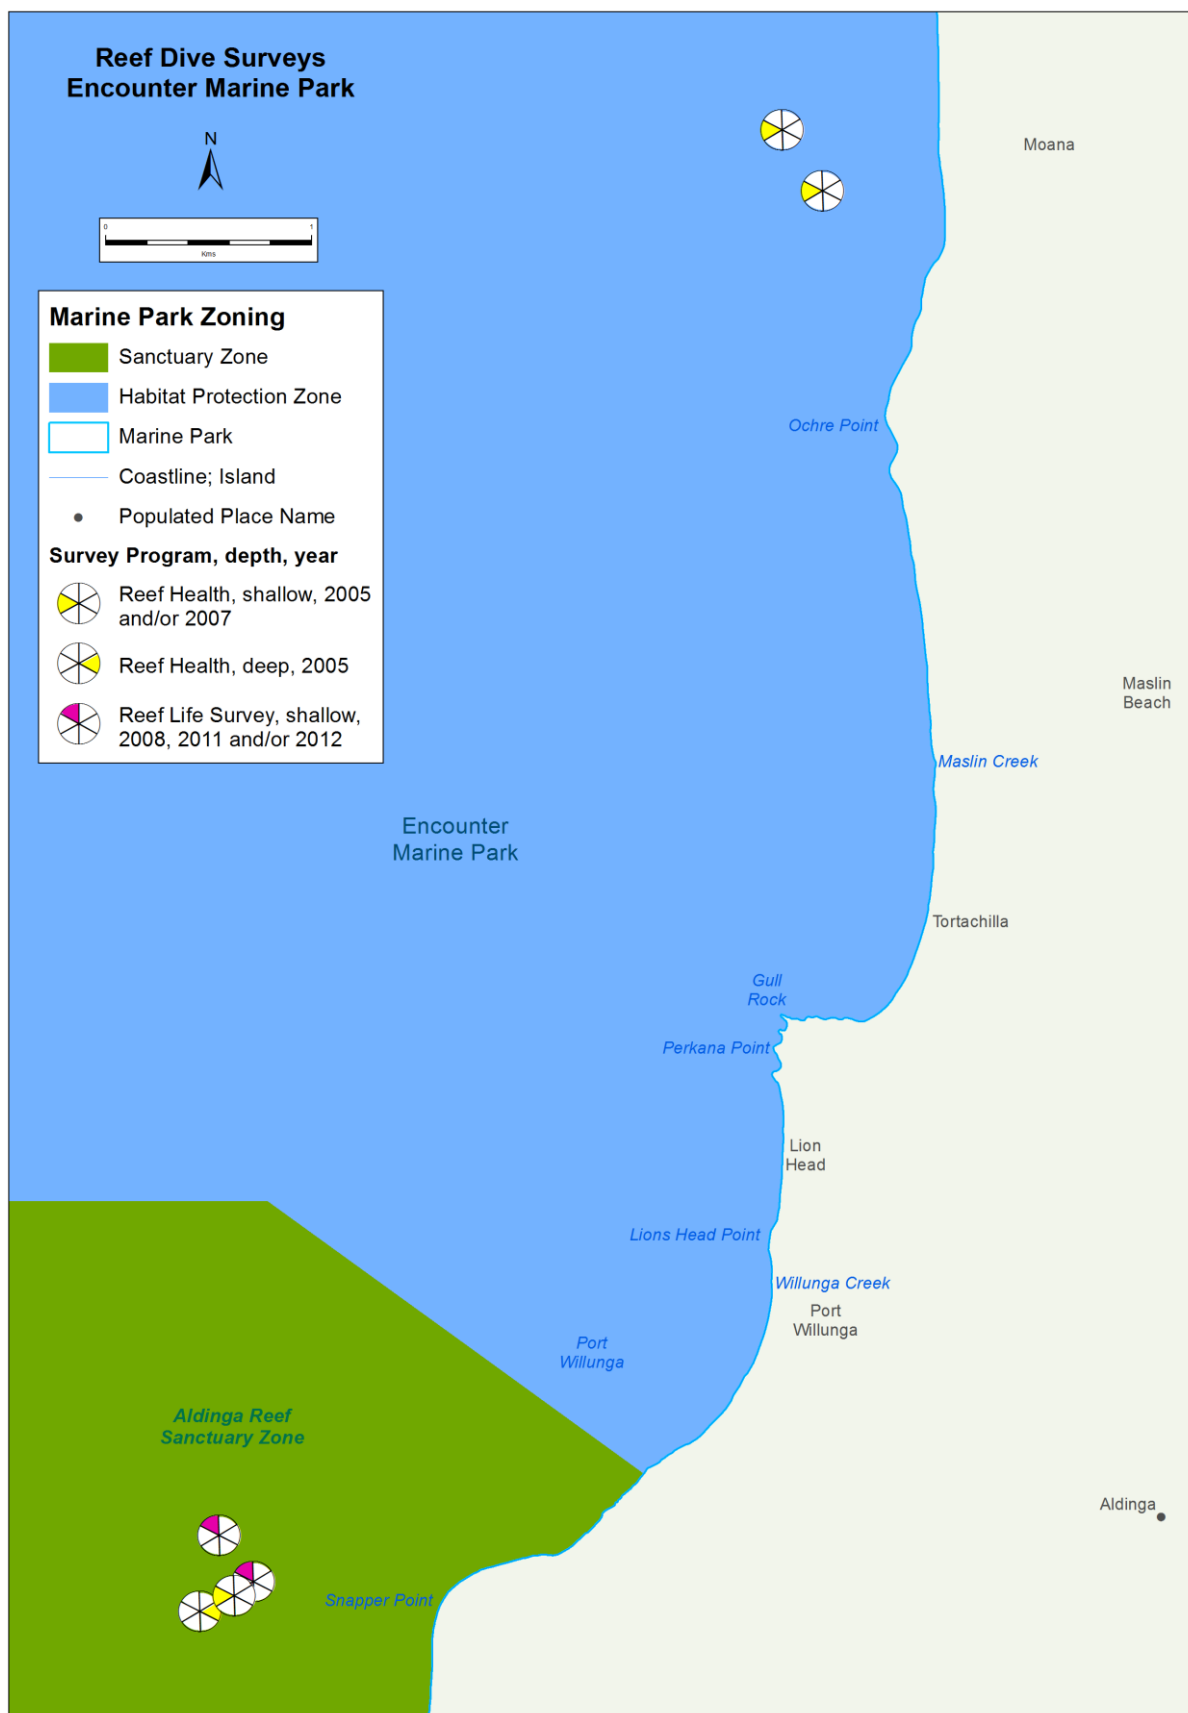 Reef Dive Surveys
Encounter Marine Park
N
0
1
Kms
Marine Park Zoning
Sanctuary Zone
Habitat Protection Zone
Marine Park
Coastline; Island
Populated Place Name
Survey Program, depth, year
Reef Health, shallow, 2005
and/or 2007
Reef Health, deep, 2005
Reef Life Survey, shallow,
2008, 2011 and/or 2012
Moana
Ochre Point
Maslin
Beach
Maslin Creek
Encounter
Marine Park
Tortachilla
Gull
Rock
Perkana Point
Lion
Head
Lions Head Point
Willunga Creek
Port
Willunga
Port
Willunga
Aldinga Reef
Sanctuary Zone
Aldinga
Snapper Point